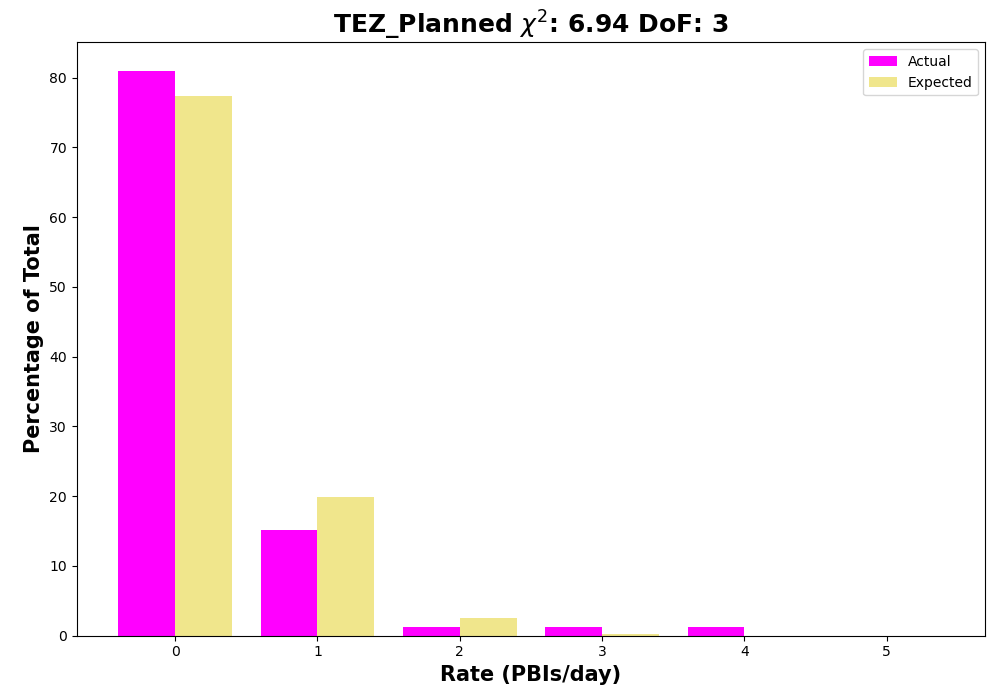 TEZ_Planned χ²: 6.94 DoF: 3
Actual
Expected
Percentage of Total
80
70
60
50
40
30
20
10
0
0 1 2 3 4 5
Rate (PBIs/day)